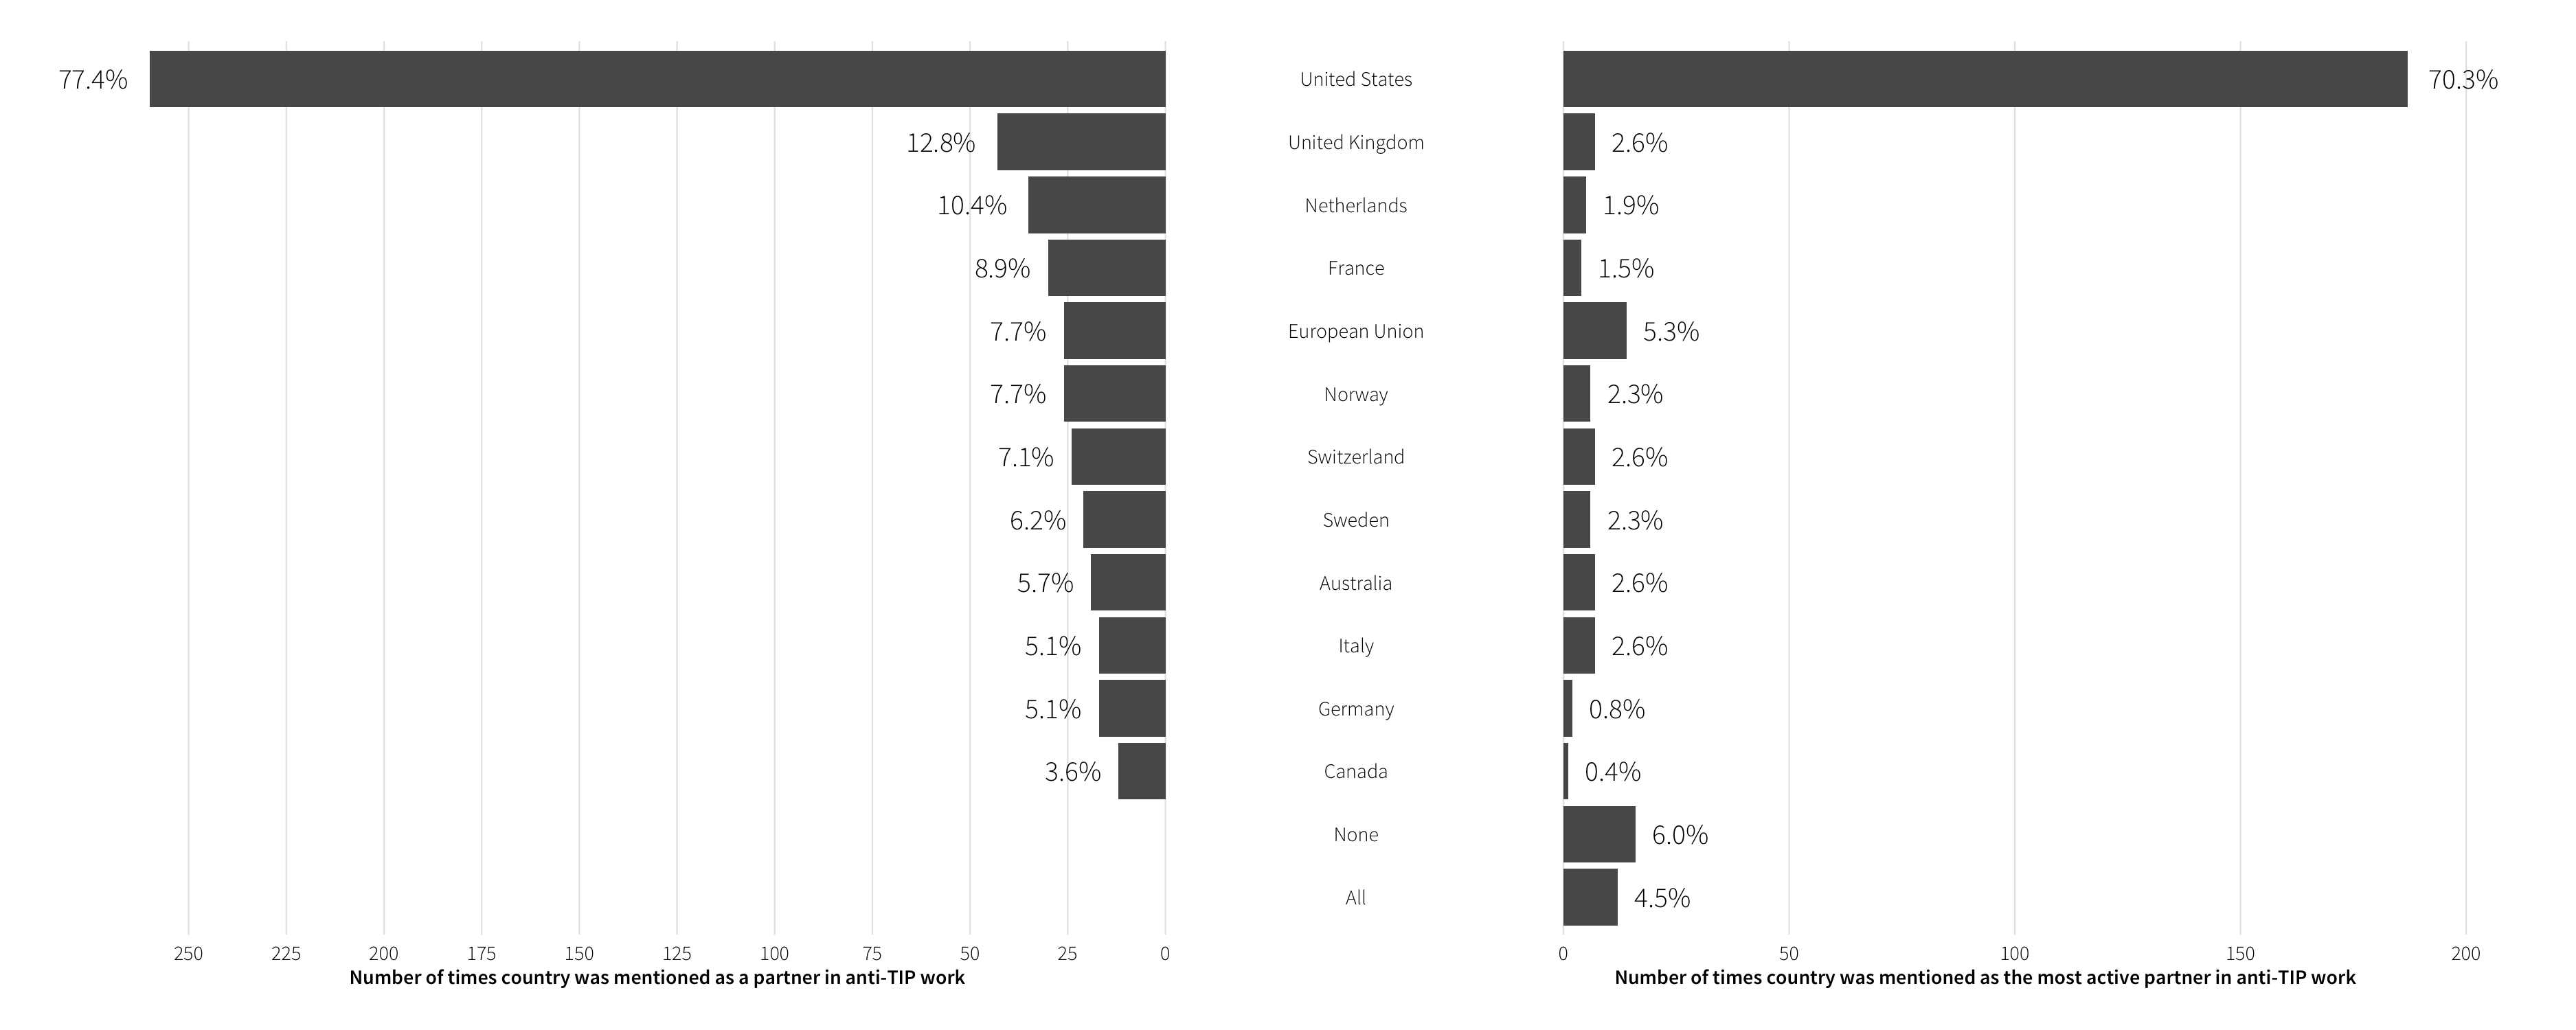 77.4% United States 70.3%
12.8% United Kingdom 2.6%
10.4% Netherlands 1.9%
8.9% France 1.5%
7.7% European Union 5.3%
7.7% Norway 2.3%
7.1% Switzerland 2.6%
6.2% Sweden 2.3%
5.7% Australia 2.6%
5.1% Italy 2.6%
5.1% Germany 0.8%
3.6% Canada 0.4%
None 6.0%
All 4.5%
250 225 200 175 150 125 100 75 50 25 0 0 50 100 150 200
Number of times country was mentioned as a partner in anti-TIP work
Number of times country was mentioned as the most active partner in anti-TIP work